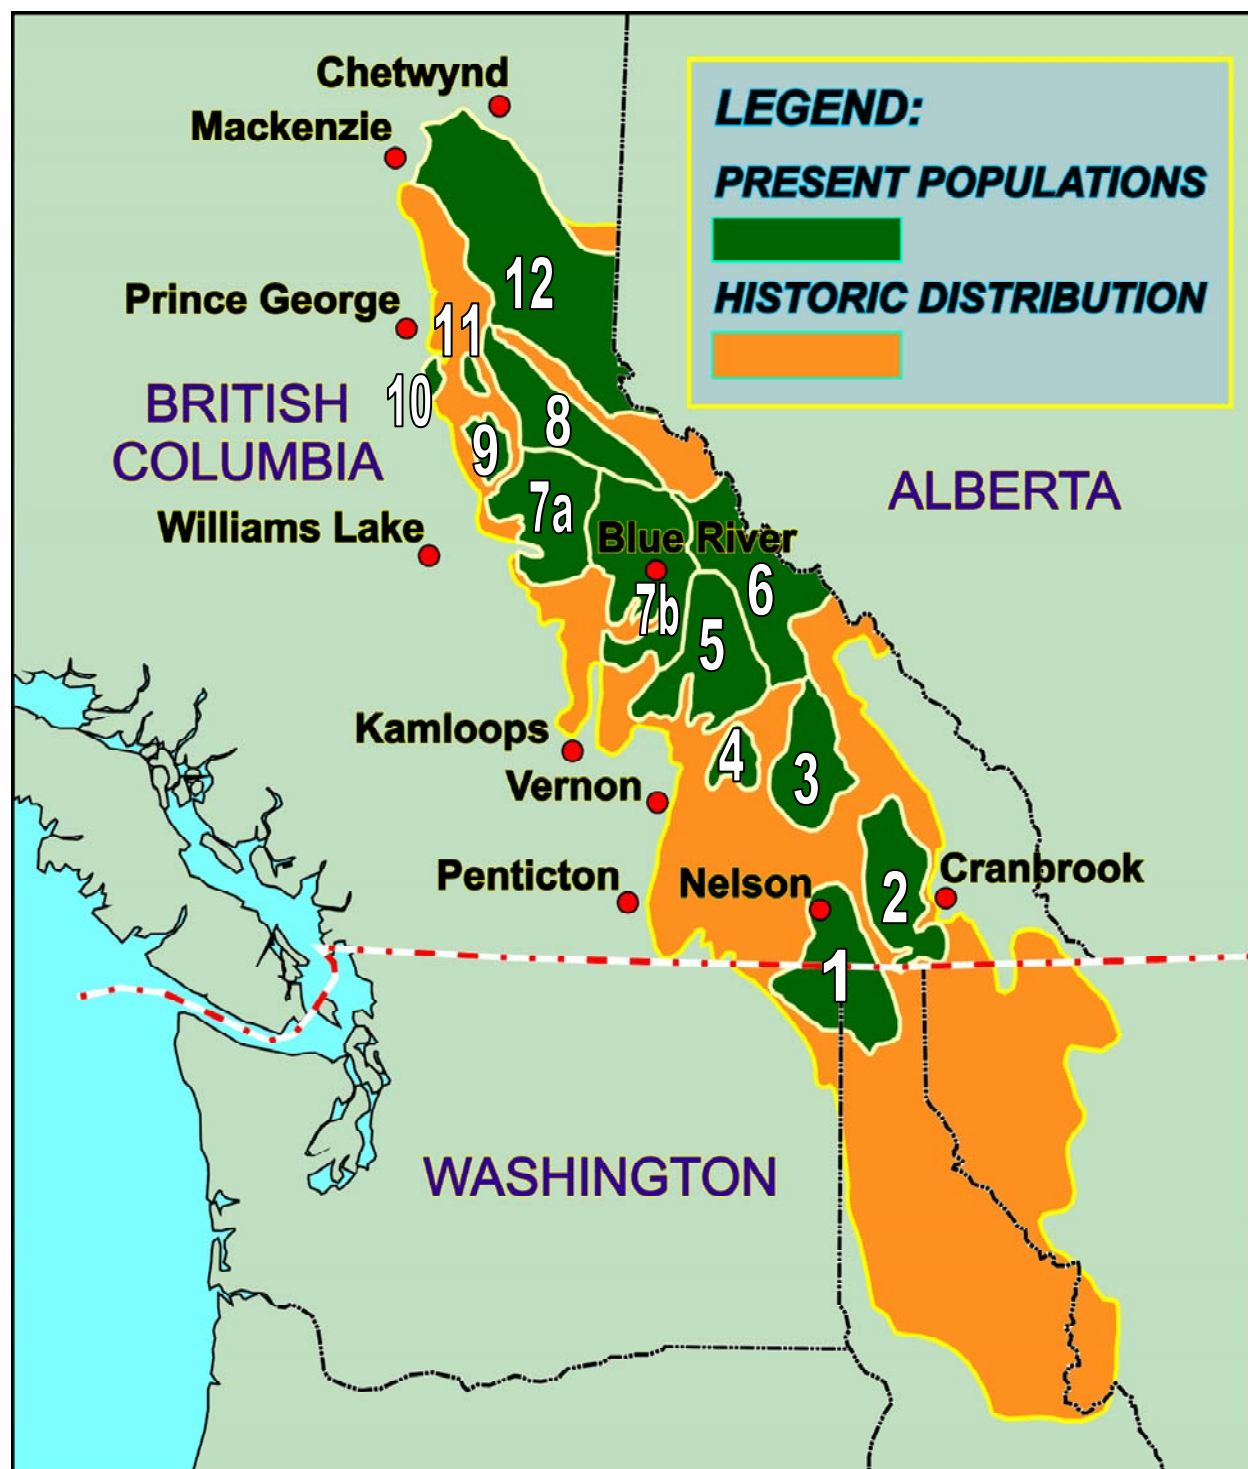 Chetwynd
Mackenzie
LEGEND:
PRESENT POPULATIONS
HISTORIC DISTRIBUTION
12
Prince George
11
10
BRITISH
COLUMBIA
8
9
ALBERTA
7a
Williams Lake
Blue River
6
7b
5
Kamloops
4
3
Vernon
Penticton
Nelson
2
Cranbrook
1
WASHINGTON